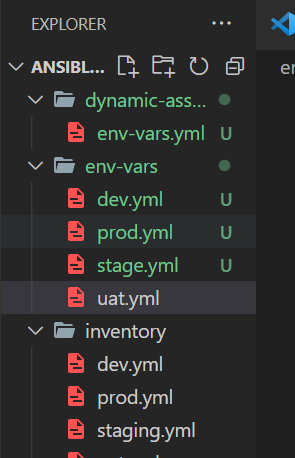 EXPLORER ...
ANSIBL...
dynamic-ass...
env-vars.yml U
env-vars
dev.yml U
prod.yml U
stage.yml U
uat.yml
inventory
dev.yml
prod.yml
staging.yml